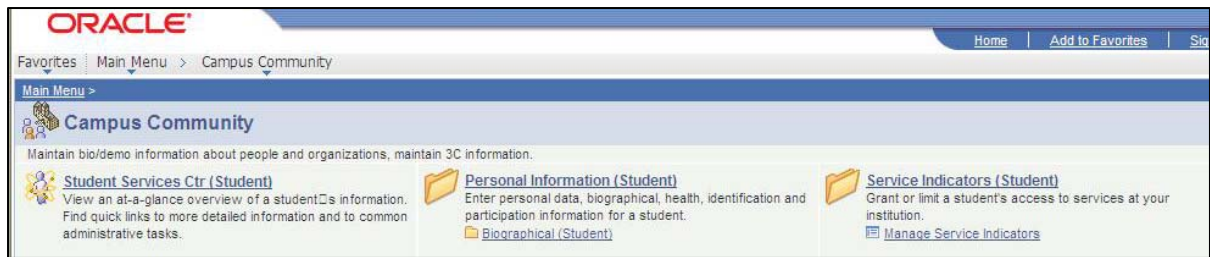 ORACLE'
Home | Add to Favorites | Sig
Favorites Main Menu > Campus Community
Main Menu >
Campus Community
Maintain bio/demo information about people and organizations, maintain 3C information.
Student Services Ctr (Student)
View an at-a-glance overview of a student□s information.
Find quick links to more detailed information and to common
administrative tasks.
Personal Information (Student)
Enter personal data, biographical, health, identification and
participation information for a student.
Biographical (Student)
Service Indicators (Student)
Grant or limit a student's access to services at your
institution.
Manage Service Indicators